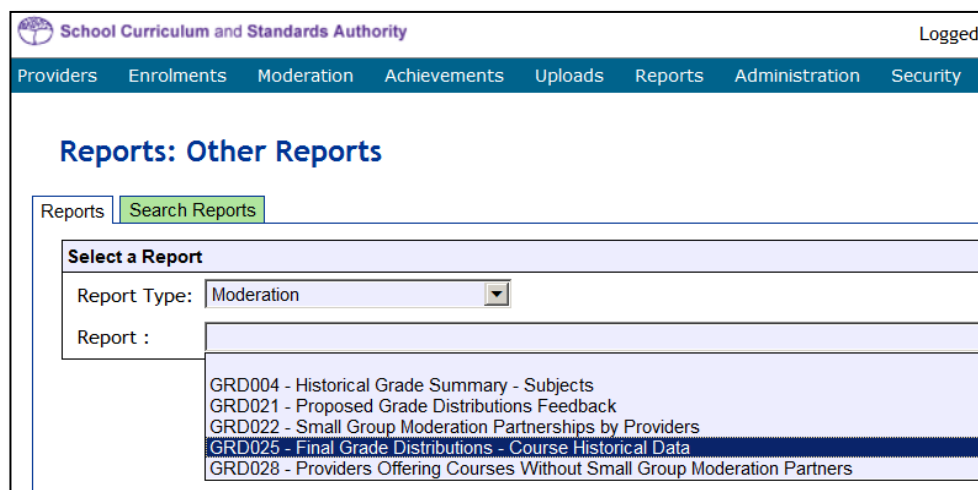 School Curriculum and Standards Authority
Logged
Providers Enrolments Moderation Achievements Uploads Reports Administration Security
Reports: Other Reports
Reports Search Reports
Select a Report
Report Type: Moderation
Report :
GRD004 - Historical Grade Summary - Subjects
GRD021 - Proposed Grade Distributions Feedback
GRD022 - Small Group Moderation Partnerships by Providers
GRD025 - Final Grade Distributions - Course Historical Data
GRD028 - Providers Offering Courses Without Small Group Moderation Partners